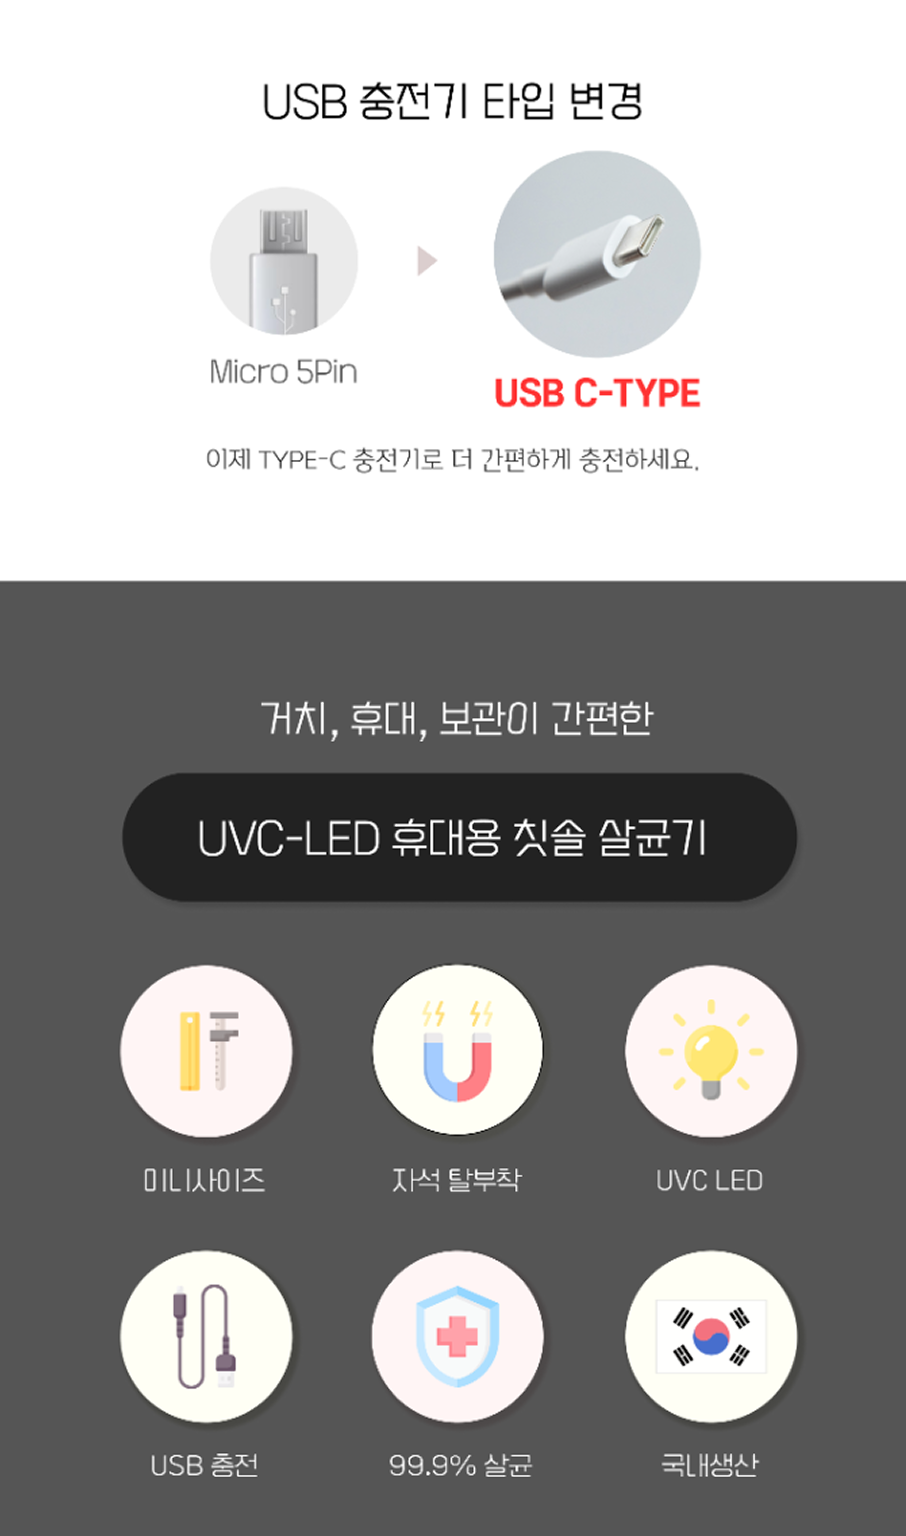 USB 충전기 타입 변경
Micro 5Pin
USB C-TYPE
이제 TYPE-C 충전기로 더 간편하게 충전하세요.
거치, 휴대, 보관이 간편한
UVC-LED 휴대용 칫솔 살균기
미니사이즈
자석 탈부착
UVC LED
USB 충전
99.9% 살균
국내생산